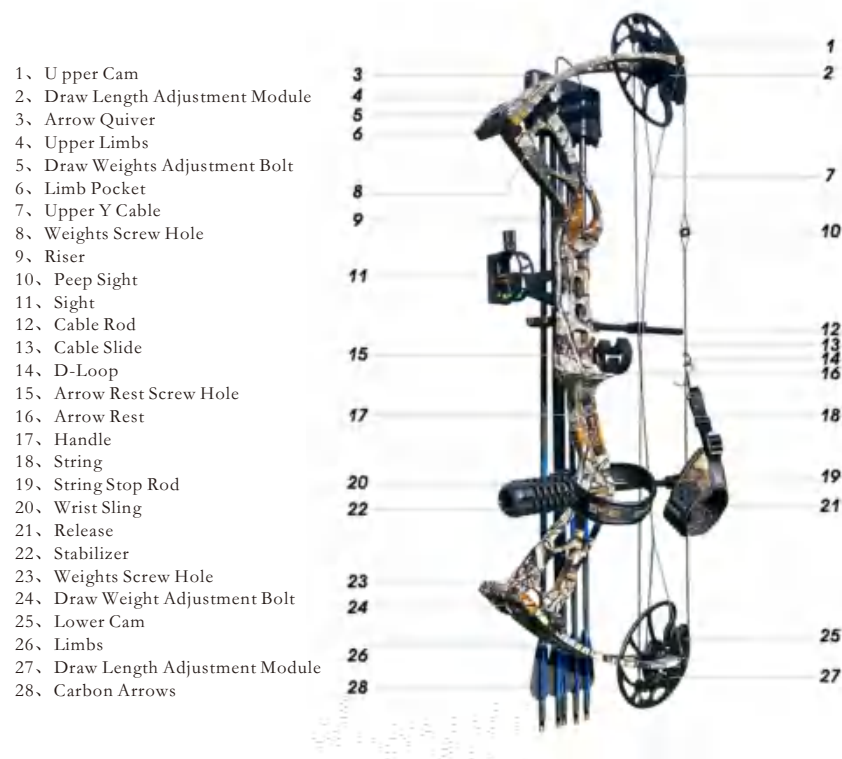 1、U pper Cam
2、Draw Length Adjustment Module
3、Arrow Quiver
4、Upper Limbs
5、Draw Weights Adjustment Bolt
6、Limb Pocket
7、Upper Y Cable
8、Weights Screw Hole
9、Riser
10、Peep Sight
11、Sight
12、Cable Rod
13、Cable Slide
14、D-Loop
15、Arrow Rest Screw Hole
16、Arrow Rest
17、Handle
18、String
19、String Stop Rod
20、Wrist Sling
21、Release
22、Stabilizer
23、Weights Screw Hole
24、Draw Weight Adjustment Bolt
25、Lower Cam
26、Limbs
27、Draw Length Adjustment Module
28、Carbon Arrows
3
4
5
6
8
9
11
15
17
20
22
23
24
26
28
1
2
7
10
12
13
14
16
18
19
21
25
27